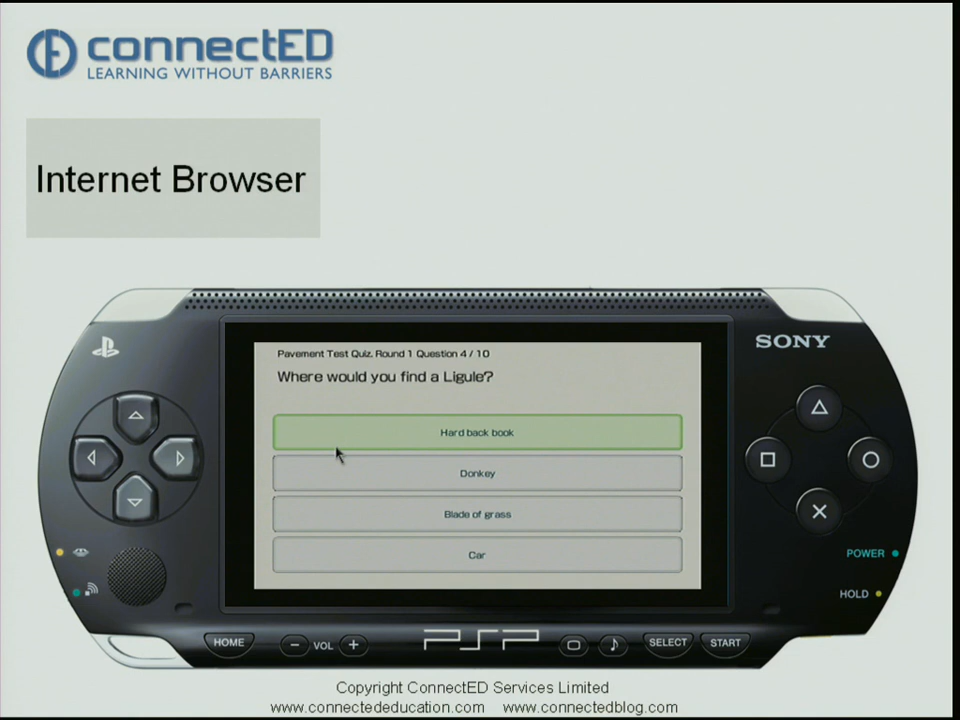 connectED
LEARNING WITHOUT BARRIERS
Internet Browser
SONY
Pavement Test Quiz. Round 1 Question 4 / 10
Where would you find a Ligule?
Hard back book
Donkey
Blade of grass
Car
POWER
HOLD
HOME
VOL
PSP
SELECT
START
Copyright ConnectED Services Limited
www.connectededucation.com www.connectedblog.com